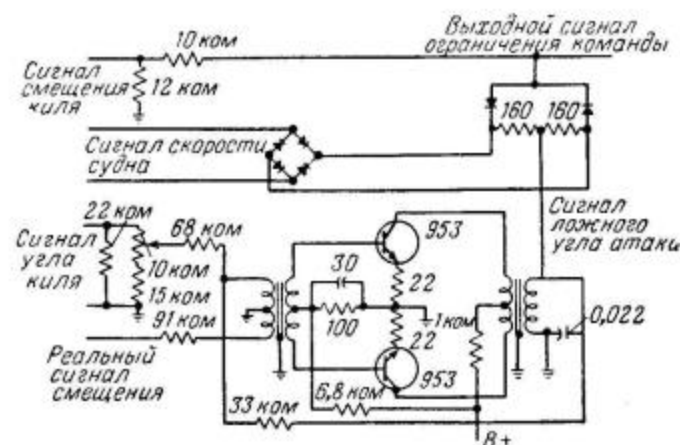 10 ком
Выходной сигнал
ограничения команды
Сигнал
смещения
киля
12 ком
160
160
Сигнал скорости
судна
22 ком
68 ком
Сигнал
угла
киля
10 ком
15 ком
953
Сигнал
ложного
угла атаки
30
22
100
1 ком
0,022
91 ком
22
Реальный
сигнал
смещения
953
6,8 ком
33 ком
В+